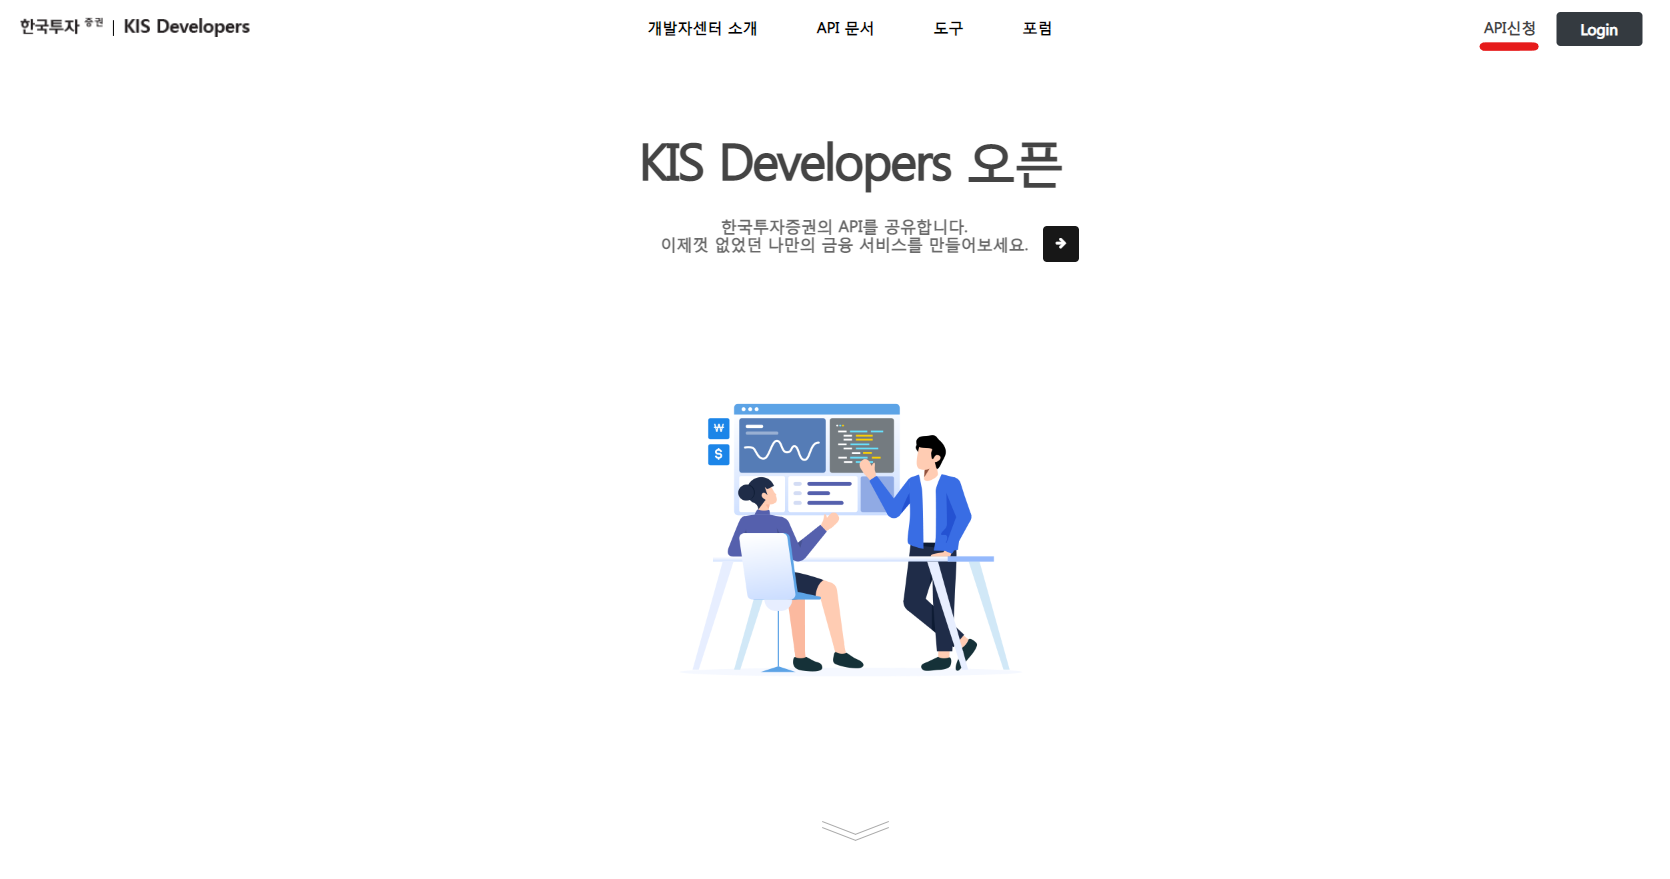 한국투자 증권 | KIS Developers
개발자센터 소개
API 문서
도구
포럼
API신청
Login
KIS Developers 오픈
한국투자증권의 API를 공유합니다.
이제껏 없었던 나만의 금융 서비스를 만들어보세요.
₩
$